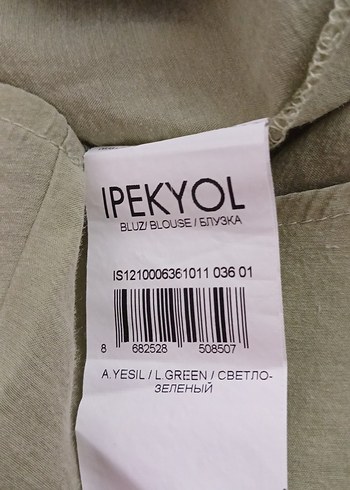 IPEKYOL
BLUZ/ BLOUSE / БЛУЗКА
IS1210006361011 036 01
8 682528 508507
A.YESIL / L.GREEN / СВЕТЛО-
ЗЕЛЕНЫЙ